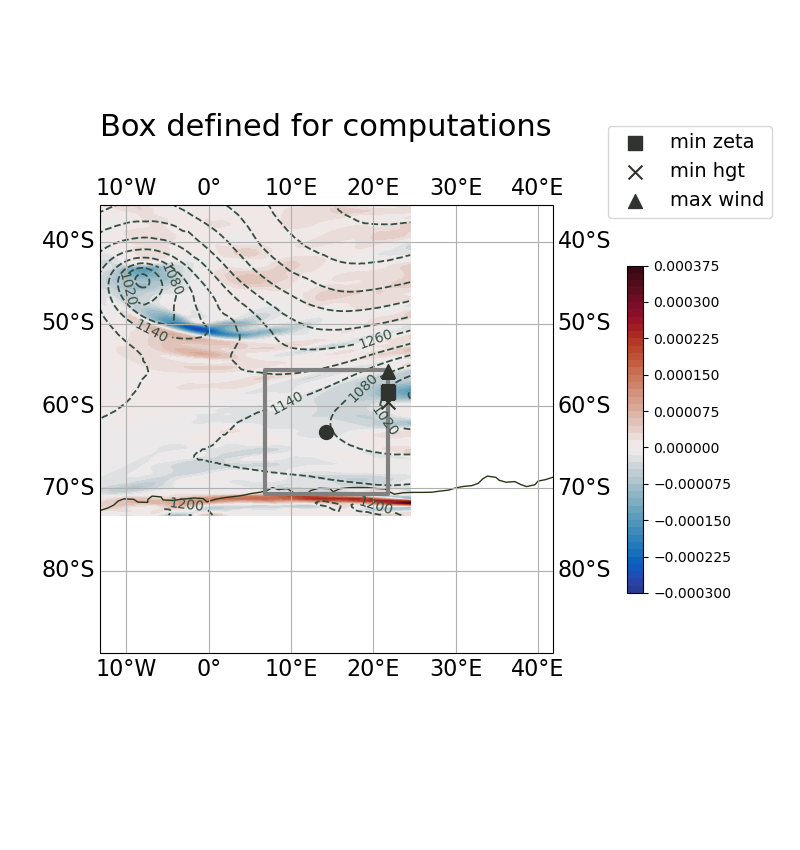 Box defined for computations
min zeta
min hgt
max wind
10°W 0° 10°E 20°E 30°E 40°E
40°S 40°S
50°S 50°S
60°S 60°S
70°S 70°S
80°S 80°S
10°W 0° 10°E 20°E 30°E 40°E
1080
1020
1140
1260
1080
1140
1020
1200
1200
0.000375
0.000300
0.000225
0.000150
0.000075
0.000000
−0.000075
−0.000150
−0.000225
−0.000300